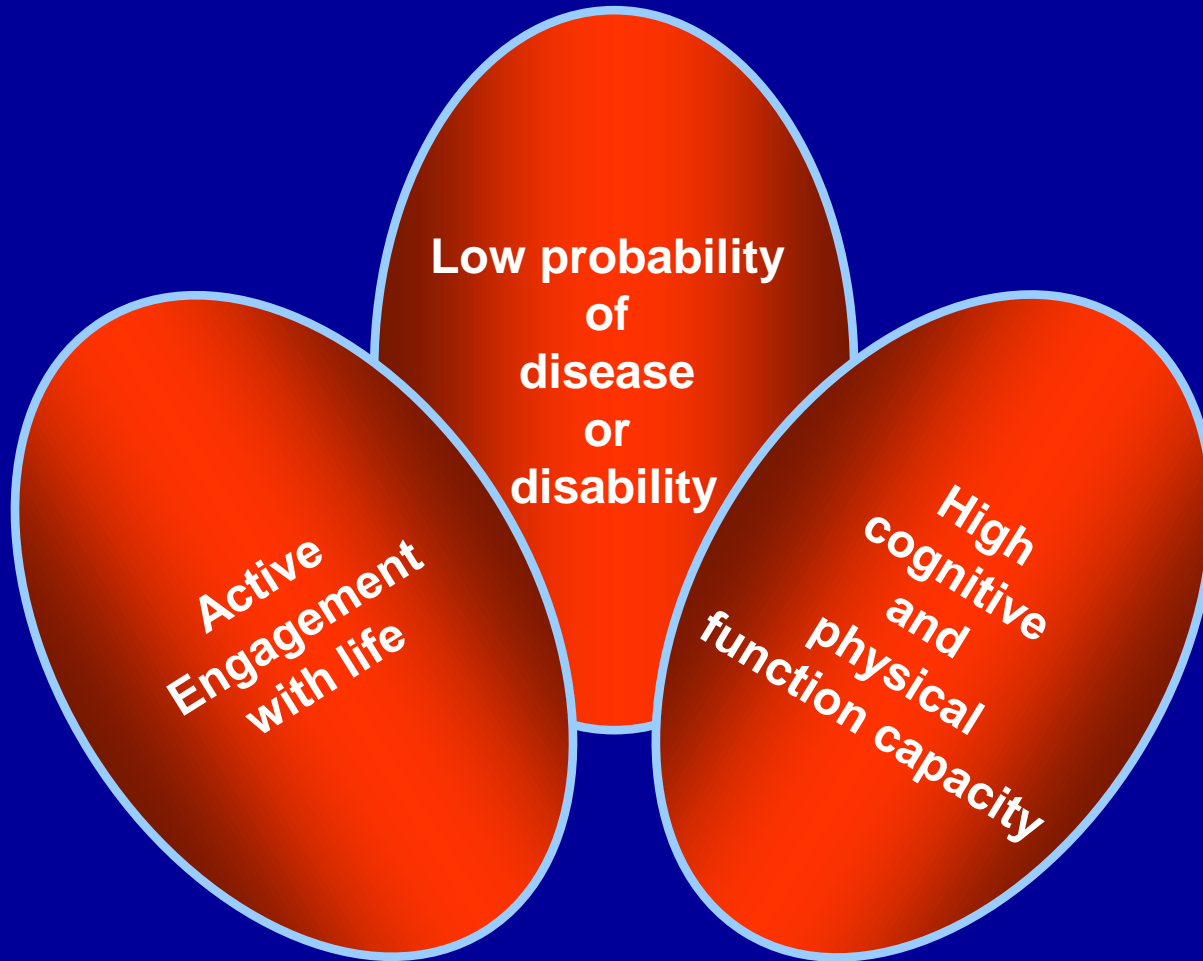 Low probability
of
disease
or
disability
Active
Engagement
with life
High
cognitive
and
physical
function capacity